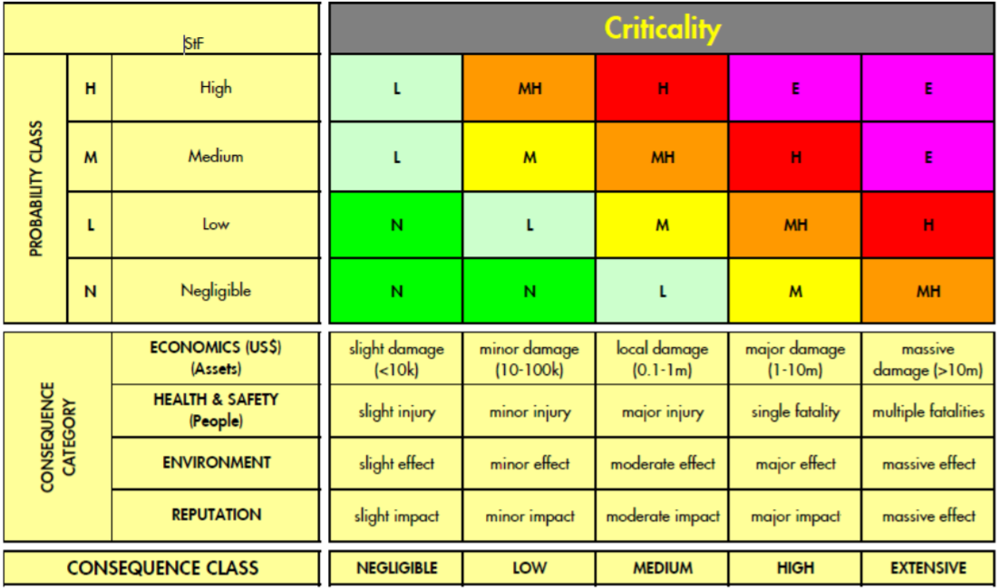 StF
Criticality
PROBABILITY CLASS
H High L MH H E E
M Medium L M MH H E
L Low N L M MH H
N Negligible N N L M MH
CONSEQUENCE
CATEGORY
ECONOMICS (US$)
(Assets)
slight damage
(<10k)
minor damage
(10-100k)
local damage
(0.1-1m)
major damage
(1-10m)
massive
damage (>10m)
HEALTH & SAFETY
(People)
slight injury
minor injury
major injury
single fatality
multiple fatalities
ENVIRONMENT
slight effect
minor effect
moderate effect
major effect
massive effect
REPUTATION
slight impact
minor impact
moderate impact
major impact
massive effect
CONSEQUENCE CLASS NEGLIGIBLE LOW MEDIUM HIGH EXTENSIVE